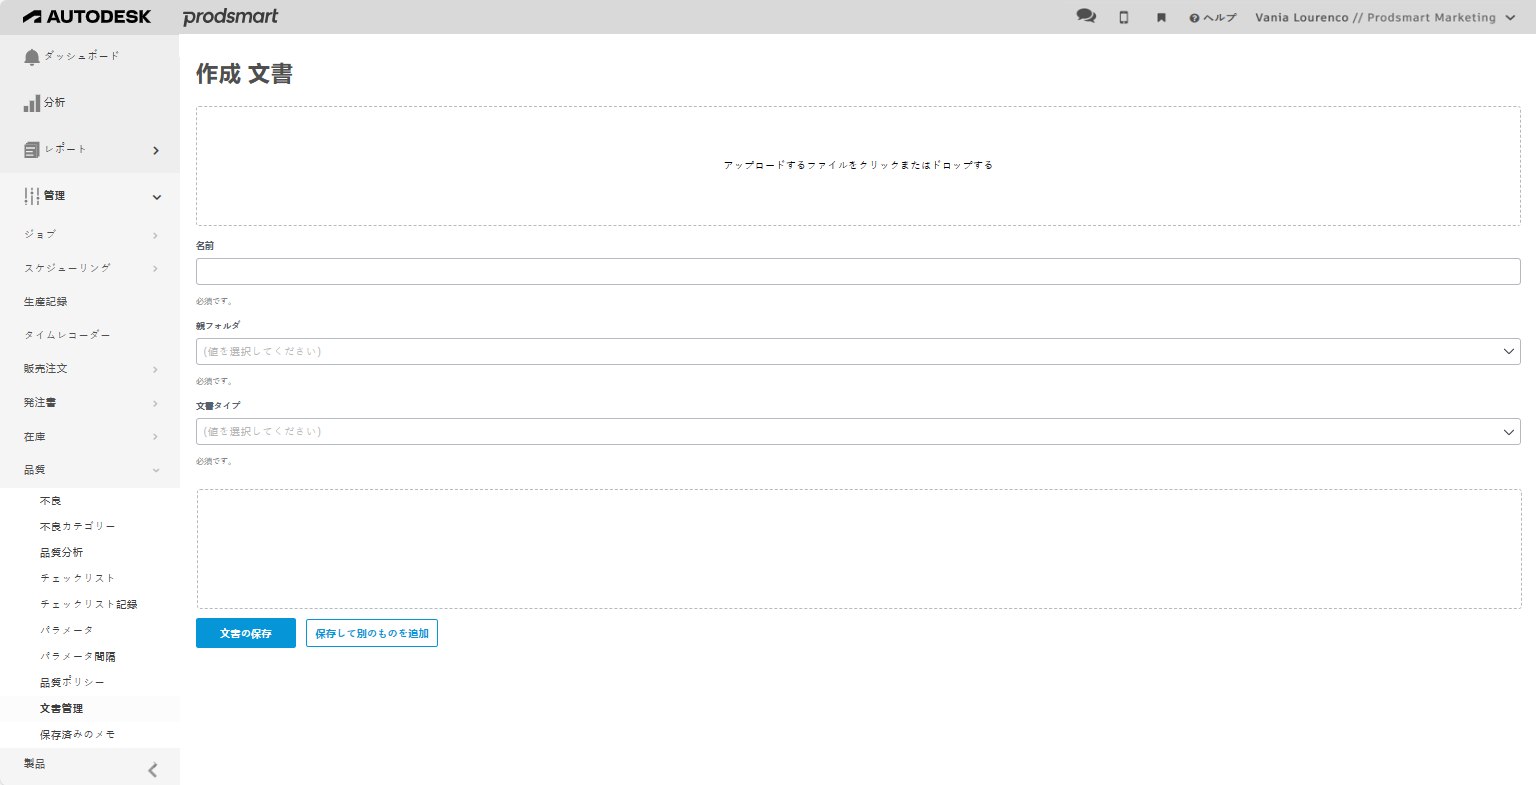 AUTODESK prodsmart
ヘルプ Vania Lourenco // Prodsmart Marketing
ダッシュボード
分析
レポート
管理
ジョブ
スケジューリング
生産記録
タイムレコーダー
販売注文
発注書
在庫
品質
不良
不良カテゴリー
品質分析
チェックリスト
チェックリスト記録
パラメータ
パラメータ間隔
品質ポリシー
文書管理
保存済みのメモ
製品
作成 文書
アップロードするファイルをクリックまたはドロップする
名前
必須です。
親フォルダ
(値を選択してください)
必須です。
文書タイプ
(値を選択してください)
必須です。
文書の保存 保存して別のものを追加